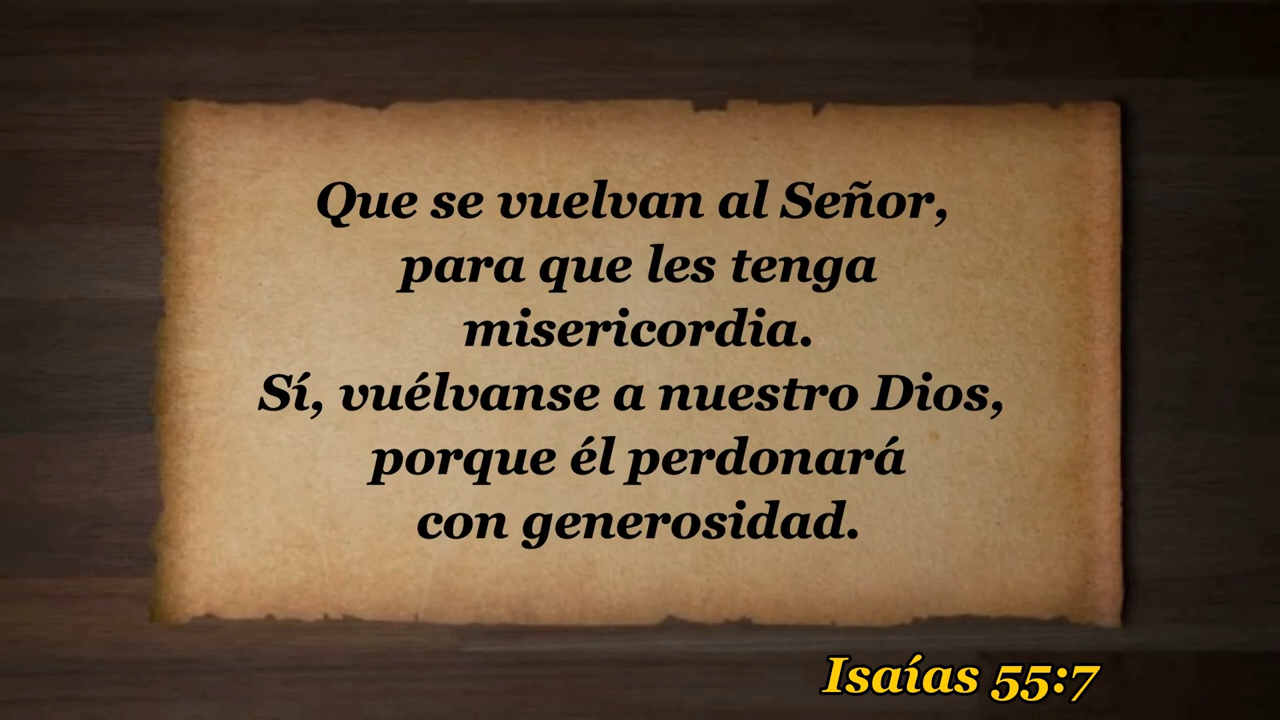 Que se vuelvan al Señor,
para que les tenga
misericordia.
Sí, vuélvanse a nuestro Dios,
porque él perdonará
con generosidad.
Isaías 55:7